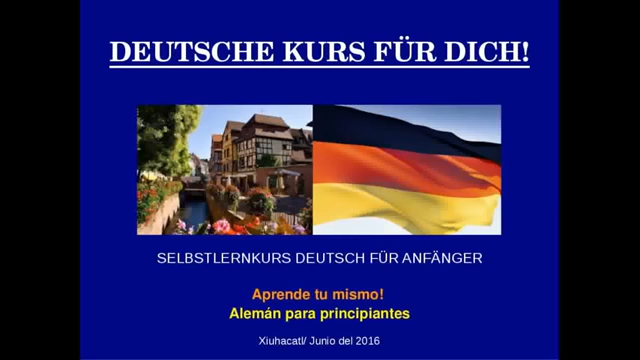 DEUTSCHE KURS FÜR DICH!
SELBSTLERNKURS DEUTSCH FÜR ANFÄNGER
Aprende tu mismo!
Alemán para principiantes
Xiuhacatl/ Junio del 2016